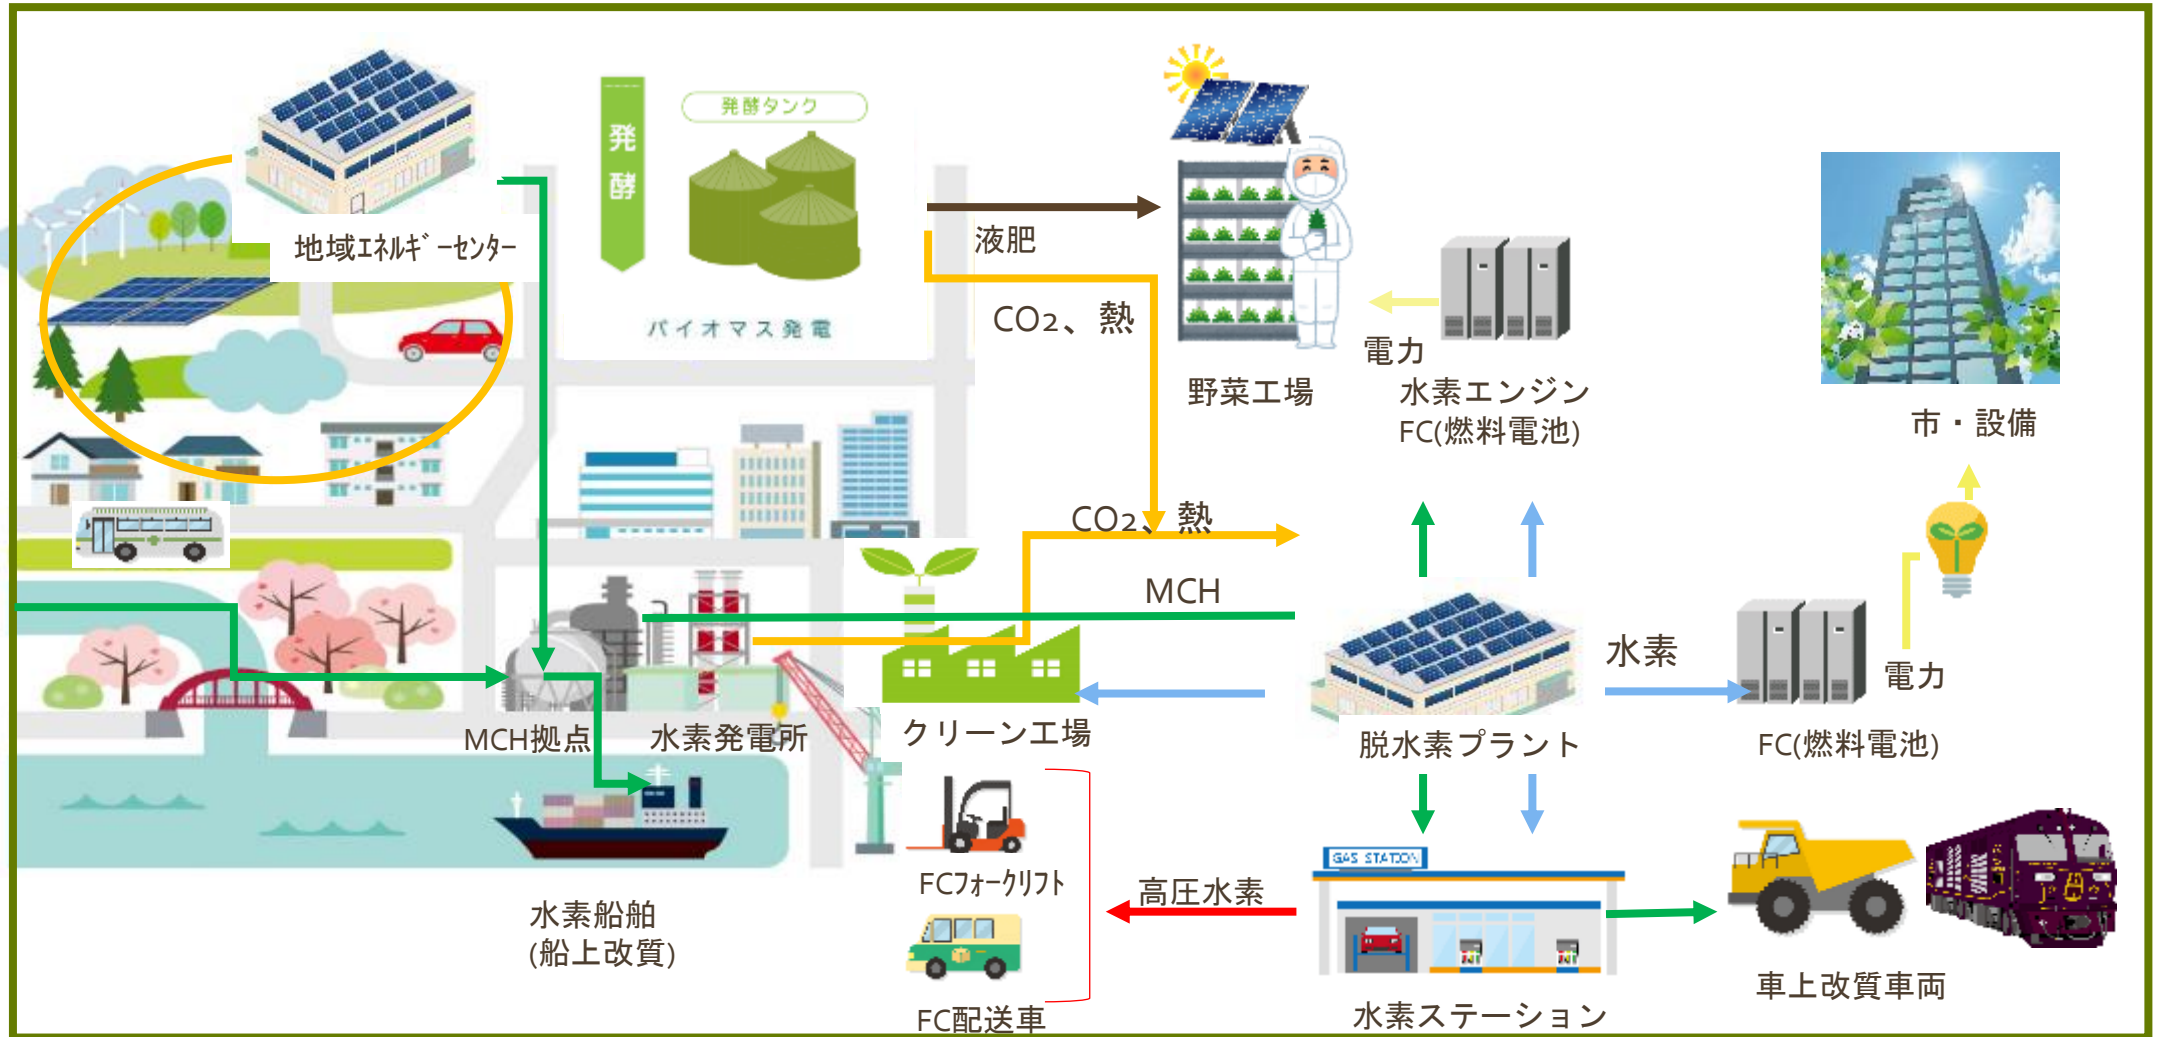 発酵
発酵タンク
バイオマス発電
地域エネルギーセンター
液肥
CO2、熱
野菜工場
電力
水素エンジン
FC(燃料電池)
市・設備
CO2、熱
MCH
水素
電力
MCH拠点
水素発電所
クリーン工場
脱水素プラント
FC(燃料電池)
水素船舶
(船上改質)
FCフォークリフト
高圧水素
GAS STATION
FC配送車
水素ステーション
車上改質車両